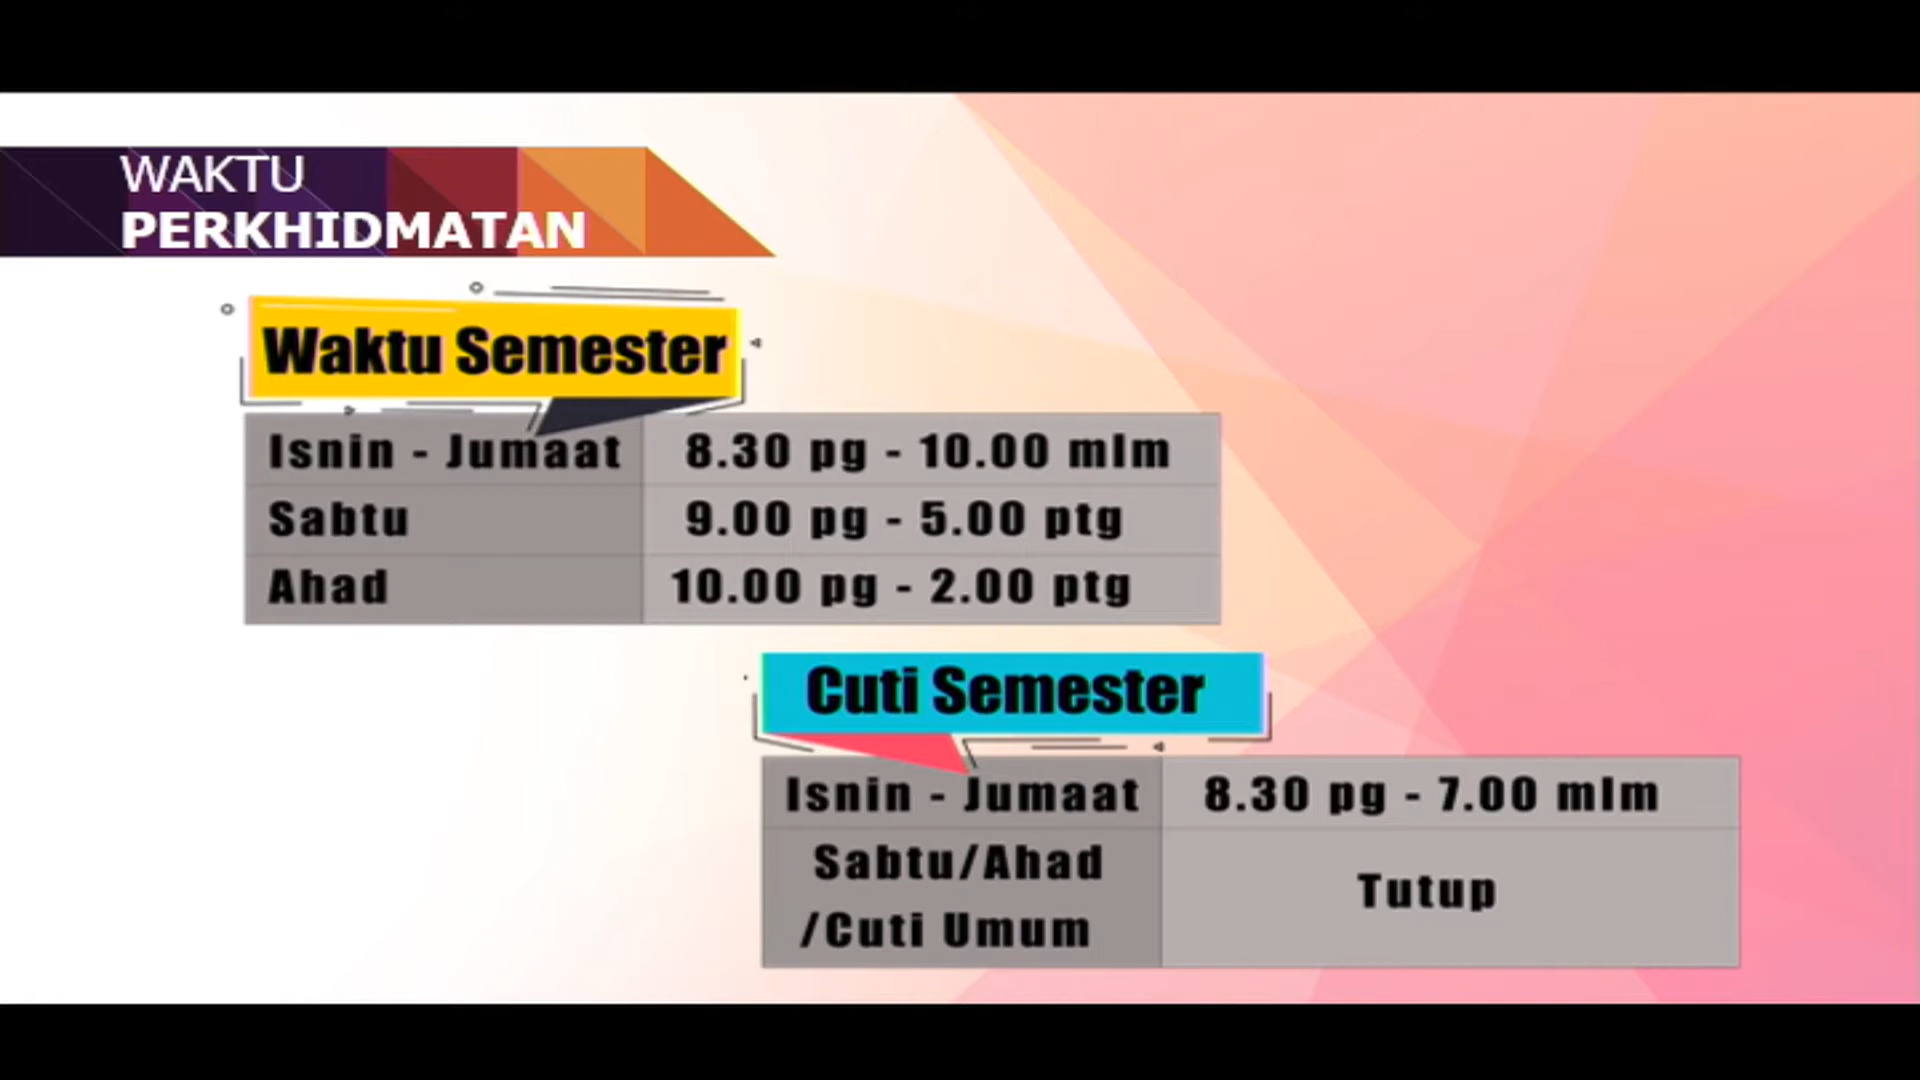 WAKTU
PERKHIDMATAN
Waktu Semester
Isnin - Jumaat 8.30 pg - 10.00 mlm
Sabtu 9.00 pg - 5.00 ptg
Ahad 10.00 pg - 2.00 ptg
Cuti Semester
Isnin - Jumaat 8.30 pg - 7.00 mlm
Sabtu/Ahad
/Cuti Umum
Tutup